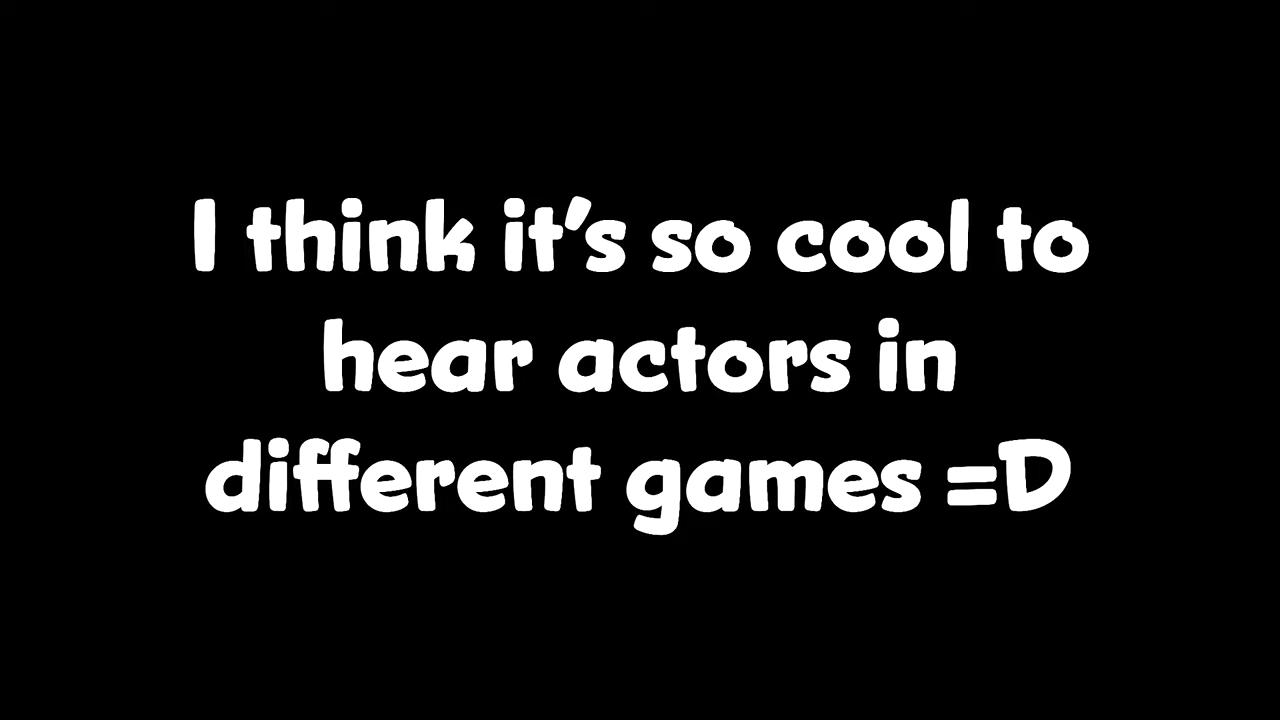 I think it's so cool to
hear actors in
different games =D